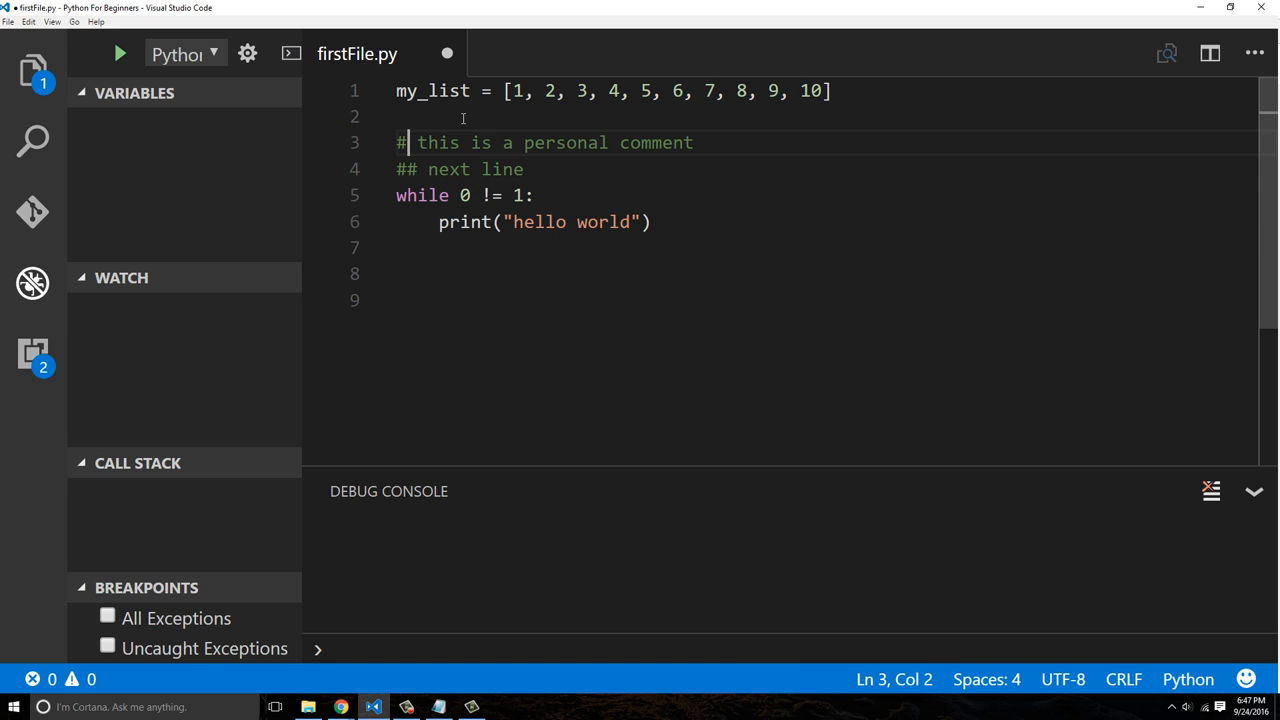 ● firstFile.py - Python For Beginners - Visual Studio Code
File Edit View Go Help
1
Python
firstFile.py
VARIABLES
1 my_list = [1, 2, 3, 4, 5, 6, 7, 8, 9, 10]
2
3 # this is a personal comment
4 ## next line
5 while 0 != 1:
6 print("hello world")
7
8
9
WATCH
2
CALL STACK
DEBUG CONSOLE
BREAKPOINTS
All Exceptions
Uncaught Exceptions
0 0 Ln 3, Col 2 Spaces: 4 UTF-8 CRLF Python
I'm Cortana. Ask me anything.
6:47 PM
9/24/2016